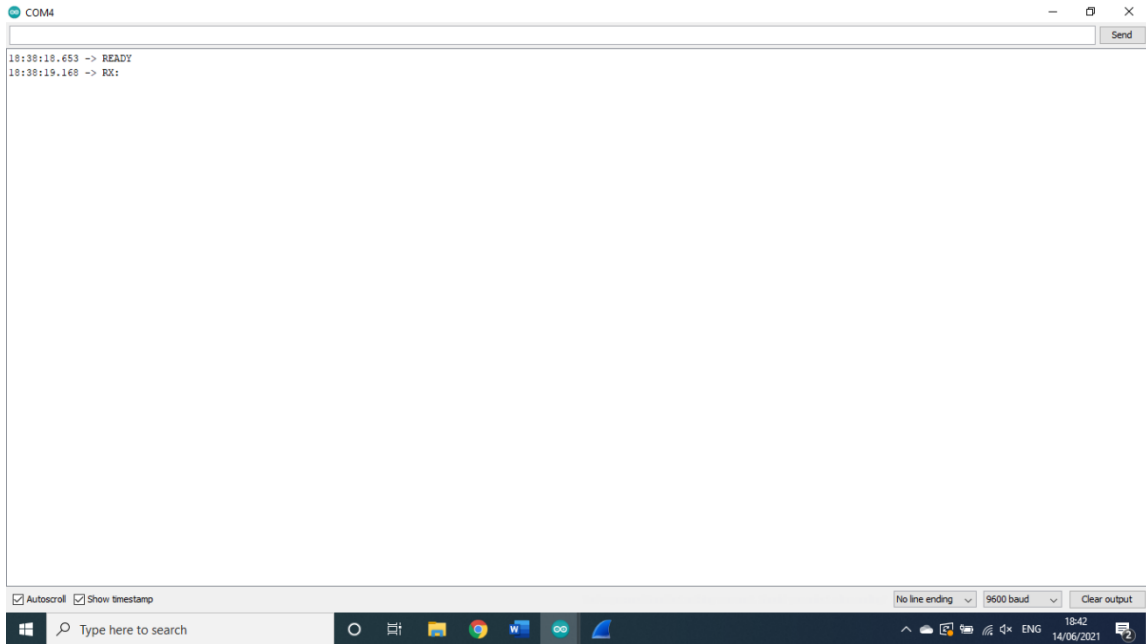 COM4
Send
18:38:18.653 -> READY
18:38:19.168 -> RX:
Autoscroll Show timestamp No line ending 9600 baud Clear output
Type here to search ENG 18:42
14/06/2021
2